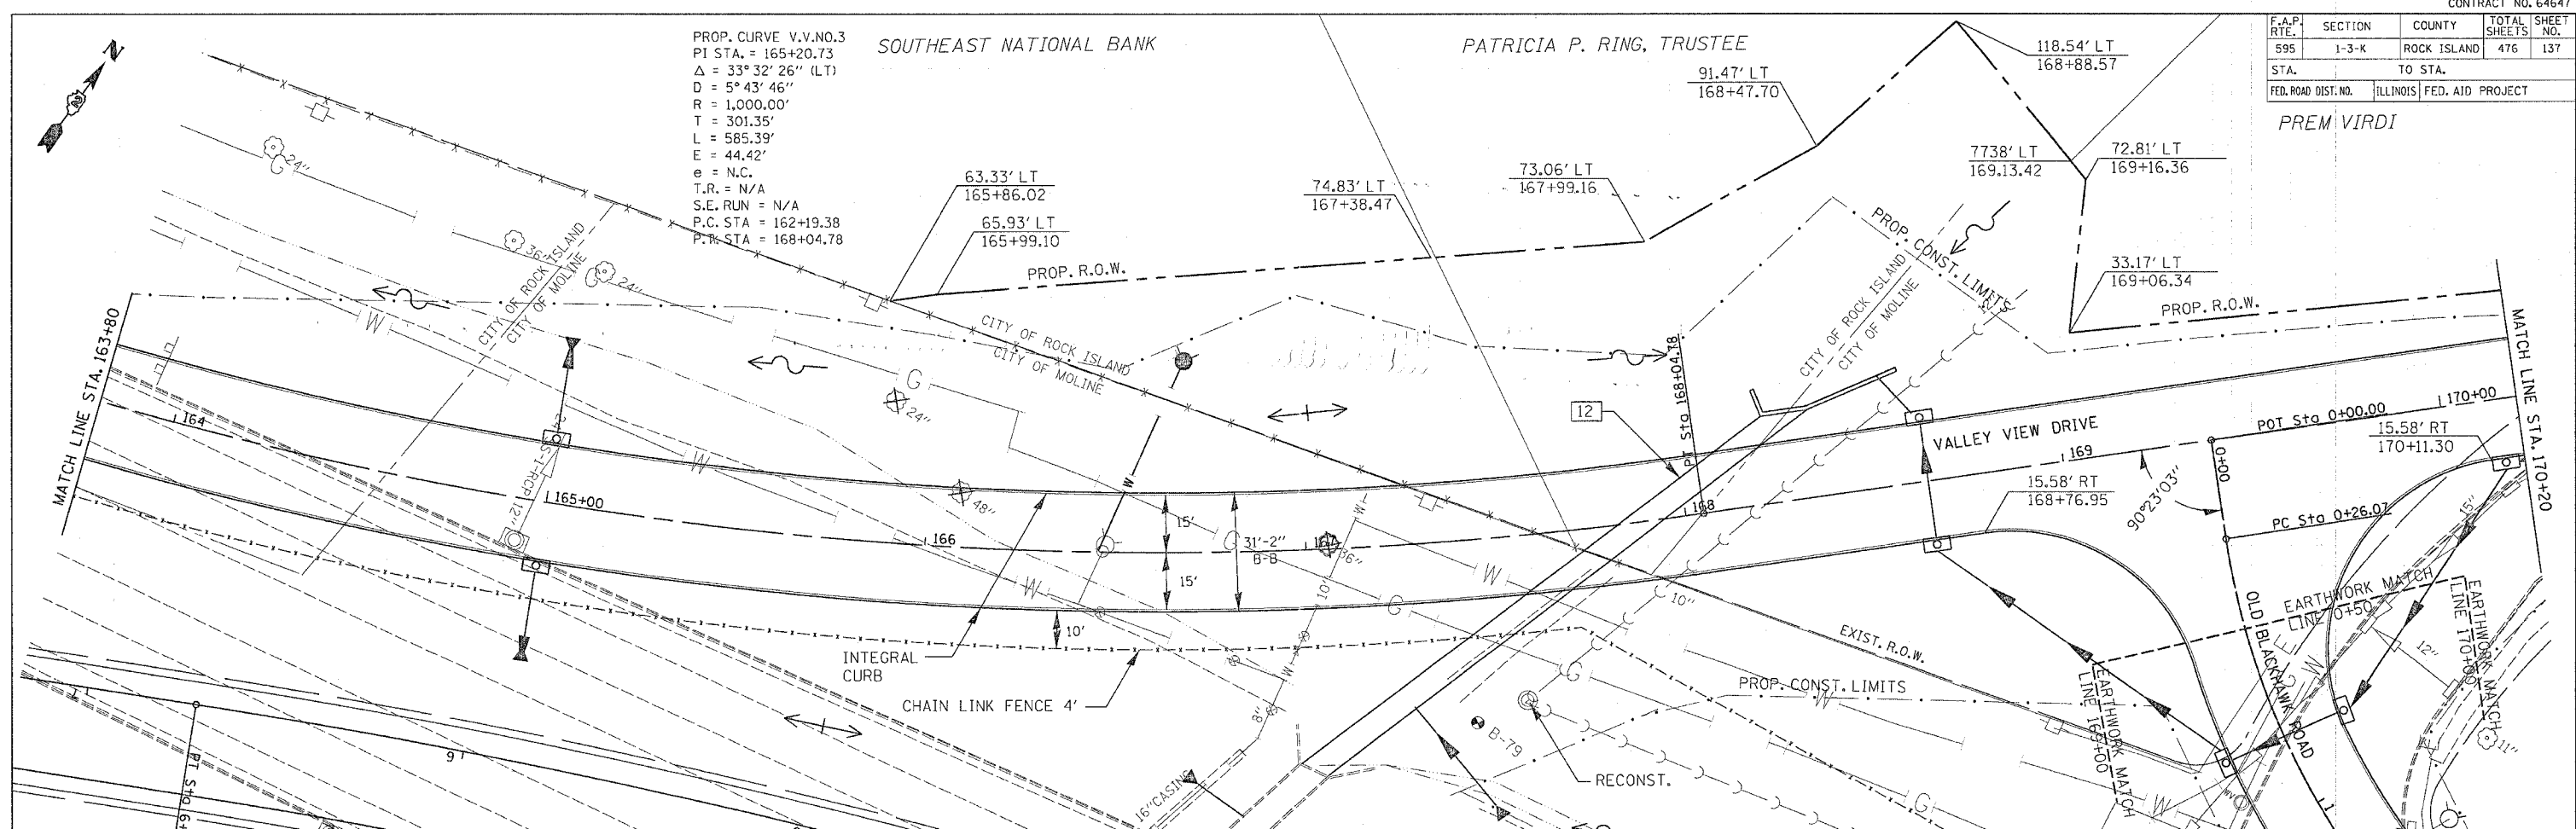 CONTRACT NO. 64647
F.A.P. RTE. SECTION COUNTY TOTAL SHEETS SHEET NO.
595 1-3-K ROCK ISLAND 476 137
STA. TO STA.
FED. ROAD DIST. NO. ILLINOIS FED. AID PROJECT
N
PROP. CURVE V.V.NO.3
PI STA. = 165+20.73
Δ = 33° 32' 26" (LT)
D = 5° 43' 46"
R = 1,000.00'
T = 301.35'
L = 585.39'
E = 44.42'
e = N.C.
T.R. = N/A
S.E. RUN = N/A
P.C. STA = 162+19.38
P.T. STA = 168+04.78
SOUTHEAST NATIONAL BANK
PATRICIA P. RING, TRUSTEE
PREM VIRDI
118.54' LT
168+88.57
91.47' LT
168+47.70
73.06' LT
167+99.16
74.83' LT
167+38.47
63.33' LT
165+86.02
65.93' LT
165+99.10
7738' LT
169.13.42
72.81' LT
169+16.36
33.17' LT
169+06.34
PROP. R.O.W.
PROP. R.O.W.
PROP. CONST. LIMITS
CITY OF ROCK ISLAND
CITY OF MOLINE
CITY OF ROCK ISLAND
CITY OF MOLINE
CITY OF ROCK ISLAND
CITY OF MOLINE
24"
G
36"
G
24"
W
G
24"
W
48"
W
MATCH LINE STA. 163+80
164
165+00
166
167
168
169
170+00
PI Sta 168+04.78
12
VALLEY VIEW DRIVE
POT Sta 0+00.00
15.58' RT
170+11.30
15.58' RT
168+76.95
0+00
90°23'03"
PC Sta 0+26.07
MATCH LINE STA. 170+20
15"
15'
15'
31'-2"
B-B
G
36"
W
10'
W
10"
G
W
10'
INTEGRAL
CURB
CHAIN LINK FENCE 4'
EXIST. R.O.W.
PROP. CONST. LIMITS
EARTHWORK MATCH
LINE 0+50
EARTHWORK MATCH
LINE 170+00
EARTHWORK MATCH
LINE 169+00
OLD BLACKHAWK ROAD
12"
11"
W
G
W
G
8"
16"CASING
B-79
RECONST.
1